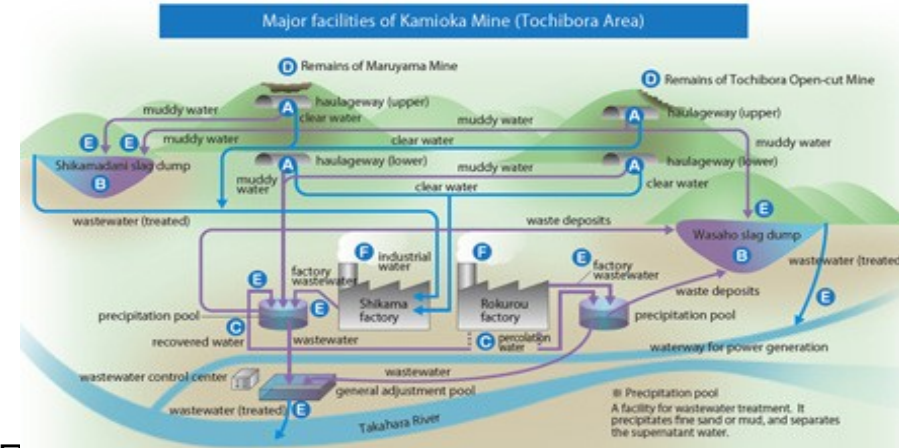 Major facilities of Kamioka Mine (Tochibora Area)
D Remains of Maruyama Mine
D Remains of Tochibora Open-cut Mine
A haulageway (upper)
A haulageway (upper)
muddy water
clear water
muddy water
E E
muddy water
clear water
muddy water
Shikamadani slag dump
B
A haulageway (lower)
A haulageway (lower)
muddy
water
muddy water
clear water
clear water
E
wastewater (treated)
waste deposits
Wasaho slag dump
B
F industrial
water
F
E factory
wastewater
wastewater (treated
E factory
wastewater
E
Shikama
factory
Rokurou
factory
waste deposits
E
precipitation pool
precipitation pool
C
recovered water
wastewater
C percolation
water
waterway for power generation
wastewater control center
wastewater
general adjustment pool
wastewater (treated) E
Takahara River
※ Precipitation pool
A facility for wastewater treatment. It
precipitates fine sand or mud, and separates
the supernatant water.